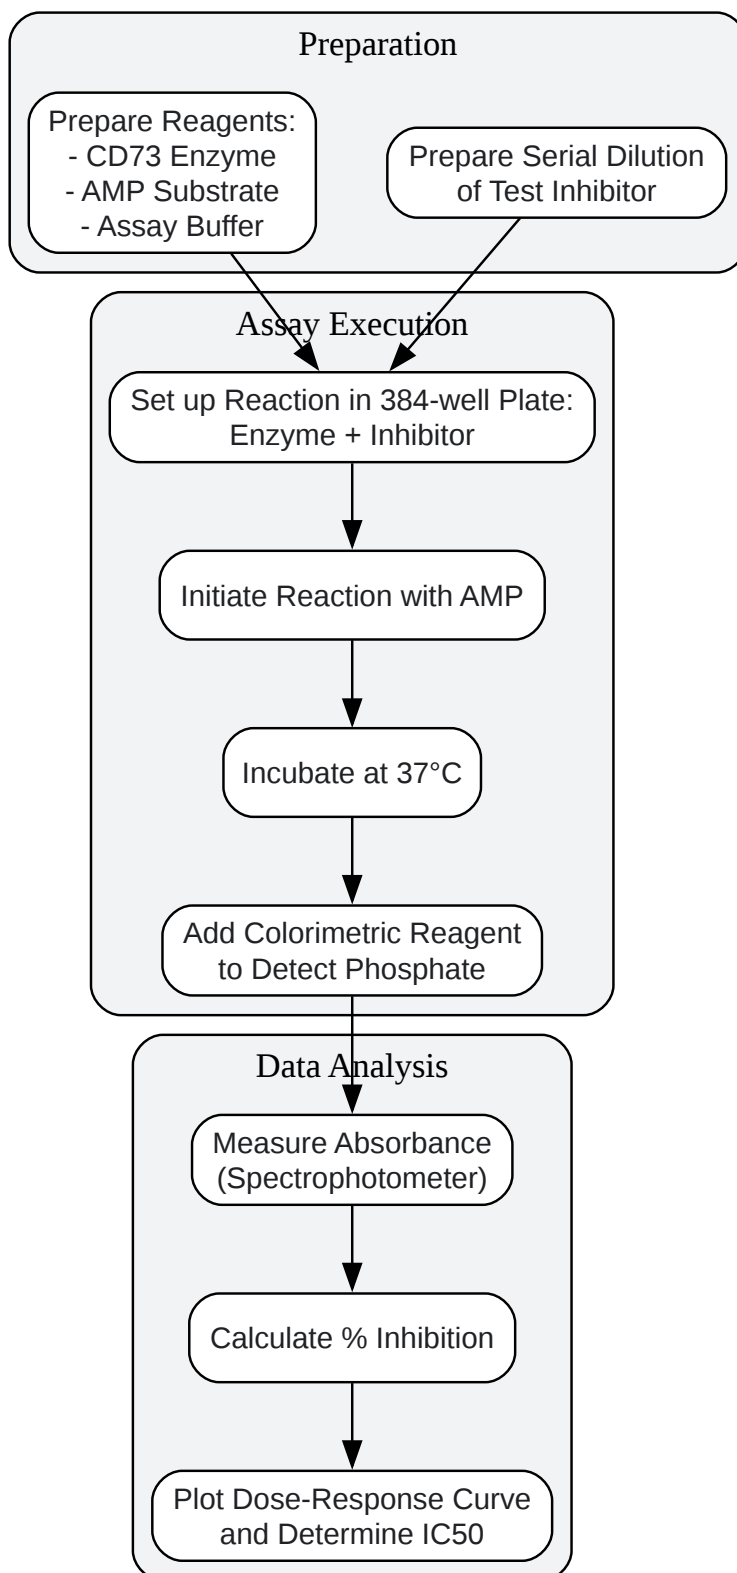 Preparation
Prepare Reagents:
- CD73 Enzyme
- AMP Substrate
- Assay Buffer
Prepare Serial Dilution
of Test Inhibitor
Assay Execution
Set up Reaction in 384-well Plate:
Enzyme + Inhibitor
Initiate Reaction with AMP
Incubate at 37°C
Add Colorimetric Reagent
to Detect Phosphate
Data Analysis
Measure Absorbance
(Spectrophotometer)
Calculate % Inhibition
Plot Dose-Response Curve
and Determine IC50